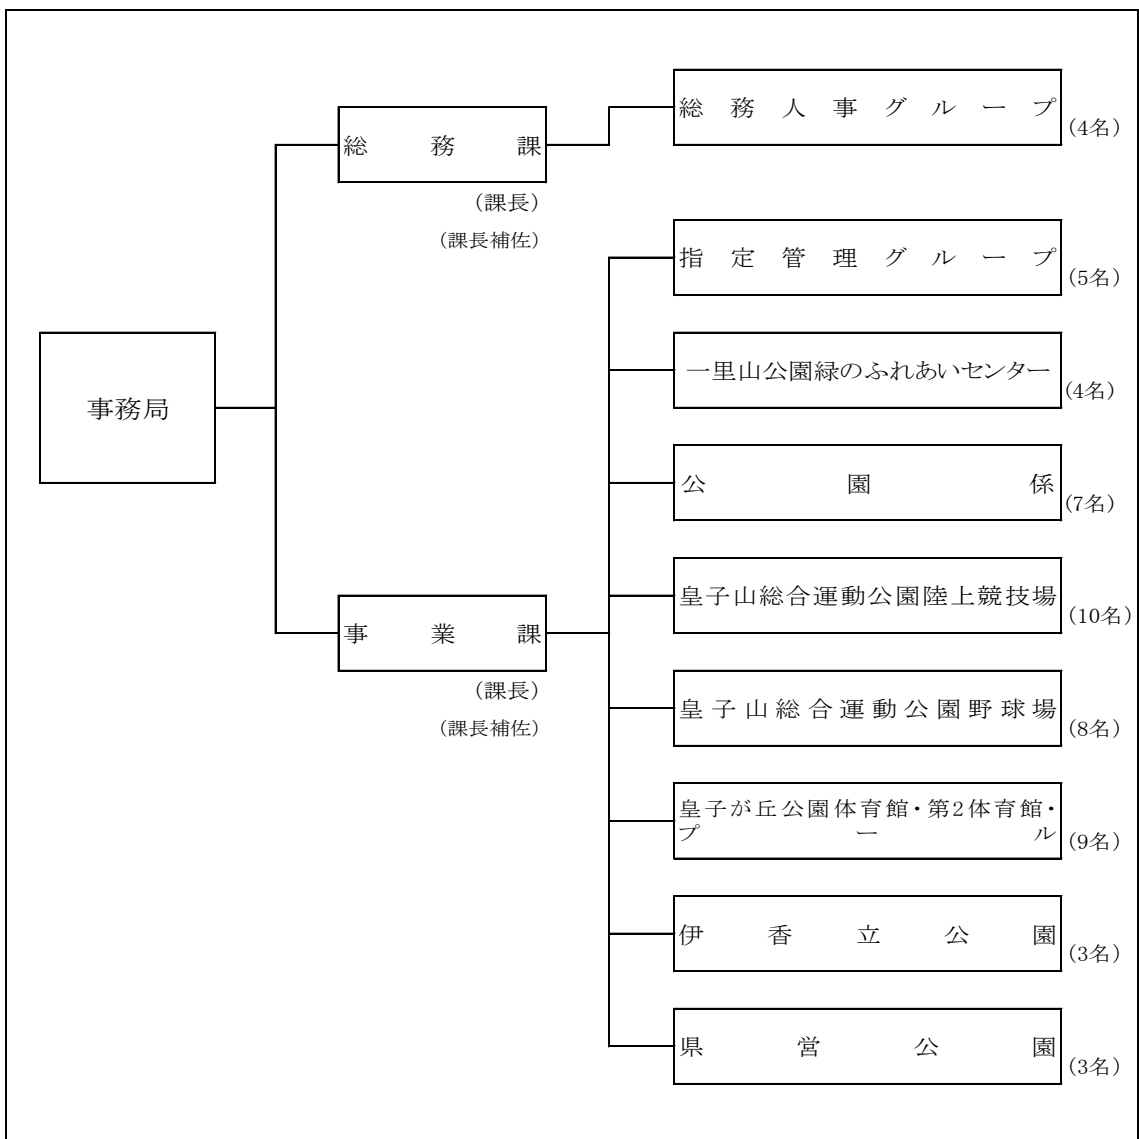 総務人事グループ
(4名)
総務課
(課長)
(課長補佐)
指定管理グループ
(5名)
一里山公園緑のふれあいセンター
(4名)
事務局
公園係
(7名)
皇子山総合運動公園陸上競技場
(10名)
事業課
(課長)
(課長補佐)
皇子山総合運動公園野球場
(8名)
皇子が丘公園体育館・第2体育館・
プール
(9名)
伊香立公園
(3名)
県営公園
(3名)